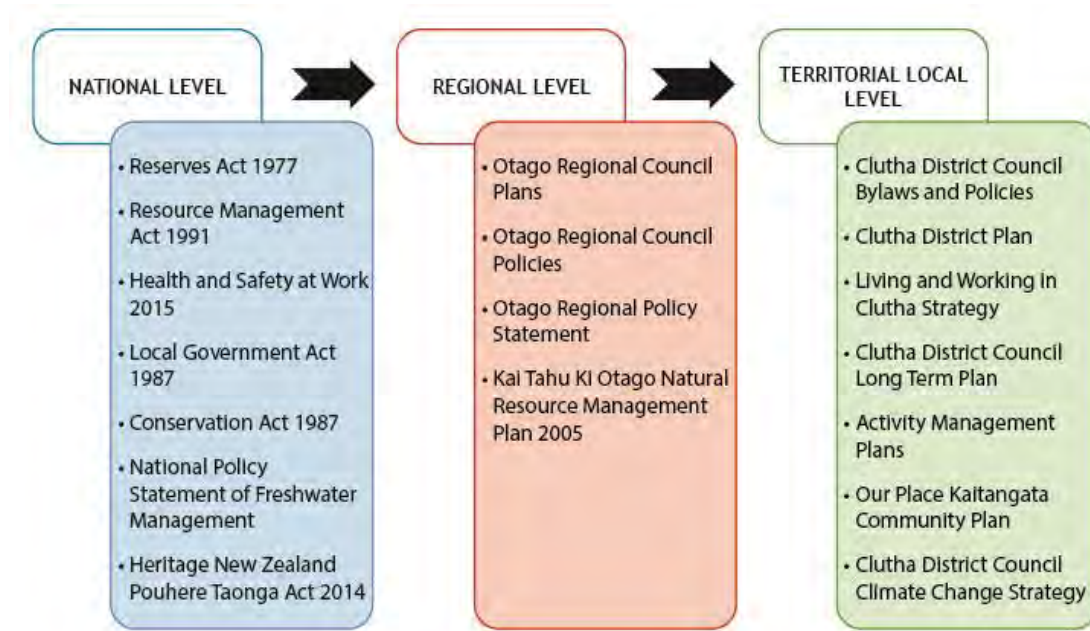 NATIONAL LEVEL
• Reserves Act 1977
• Resource Management
Act 1991
• Health and Safety at Work
2015
• Local Government Act
1987
• Conservation Act 1987
• National Policy
Statement of Freshwater
Management
• Heritage New Zealand
Pouhere Taonga Act 2014
REGIONAL LEVEL
• Otago Regional Council
Plans
• Otago Regional Council
Policies
• Otago Regional Policy
Statement
• Kai Tahu Ki Otago Natural
Resource Management
Plan 2005
TERRITORIAL LOCAL
LEVEL
• Clutha District Council
Bylaws and Policies
• Clutha District Plan
• Living and Working in
Clutha Strategy
• Clutha District Council
Long Term Plan
• Activity Management
Plans
• Our Place Kaitangata
Community Plan
• Clutha District Council
Climate Change Strategy